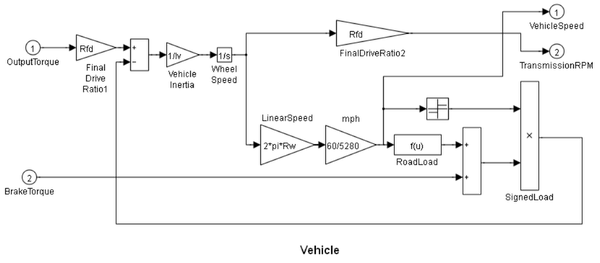 1
VehicleSpeed
1
OutputTorque
Rfd
Final
Drive
Ratio1
+
−
1/Iv
Vehicle
Inertia
1/s
Wheel
Speed
Rfd
FinalDriveRatio2
2
TransmissionRPM
LinearSpeed
2*pi*Rw
mph
60/5280
f(u)
RoadLoad
+
+
×
SignedLoad
2
BrakeTorque
Vehicle